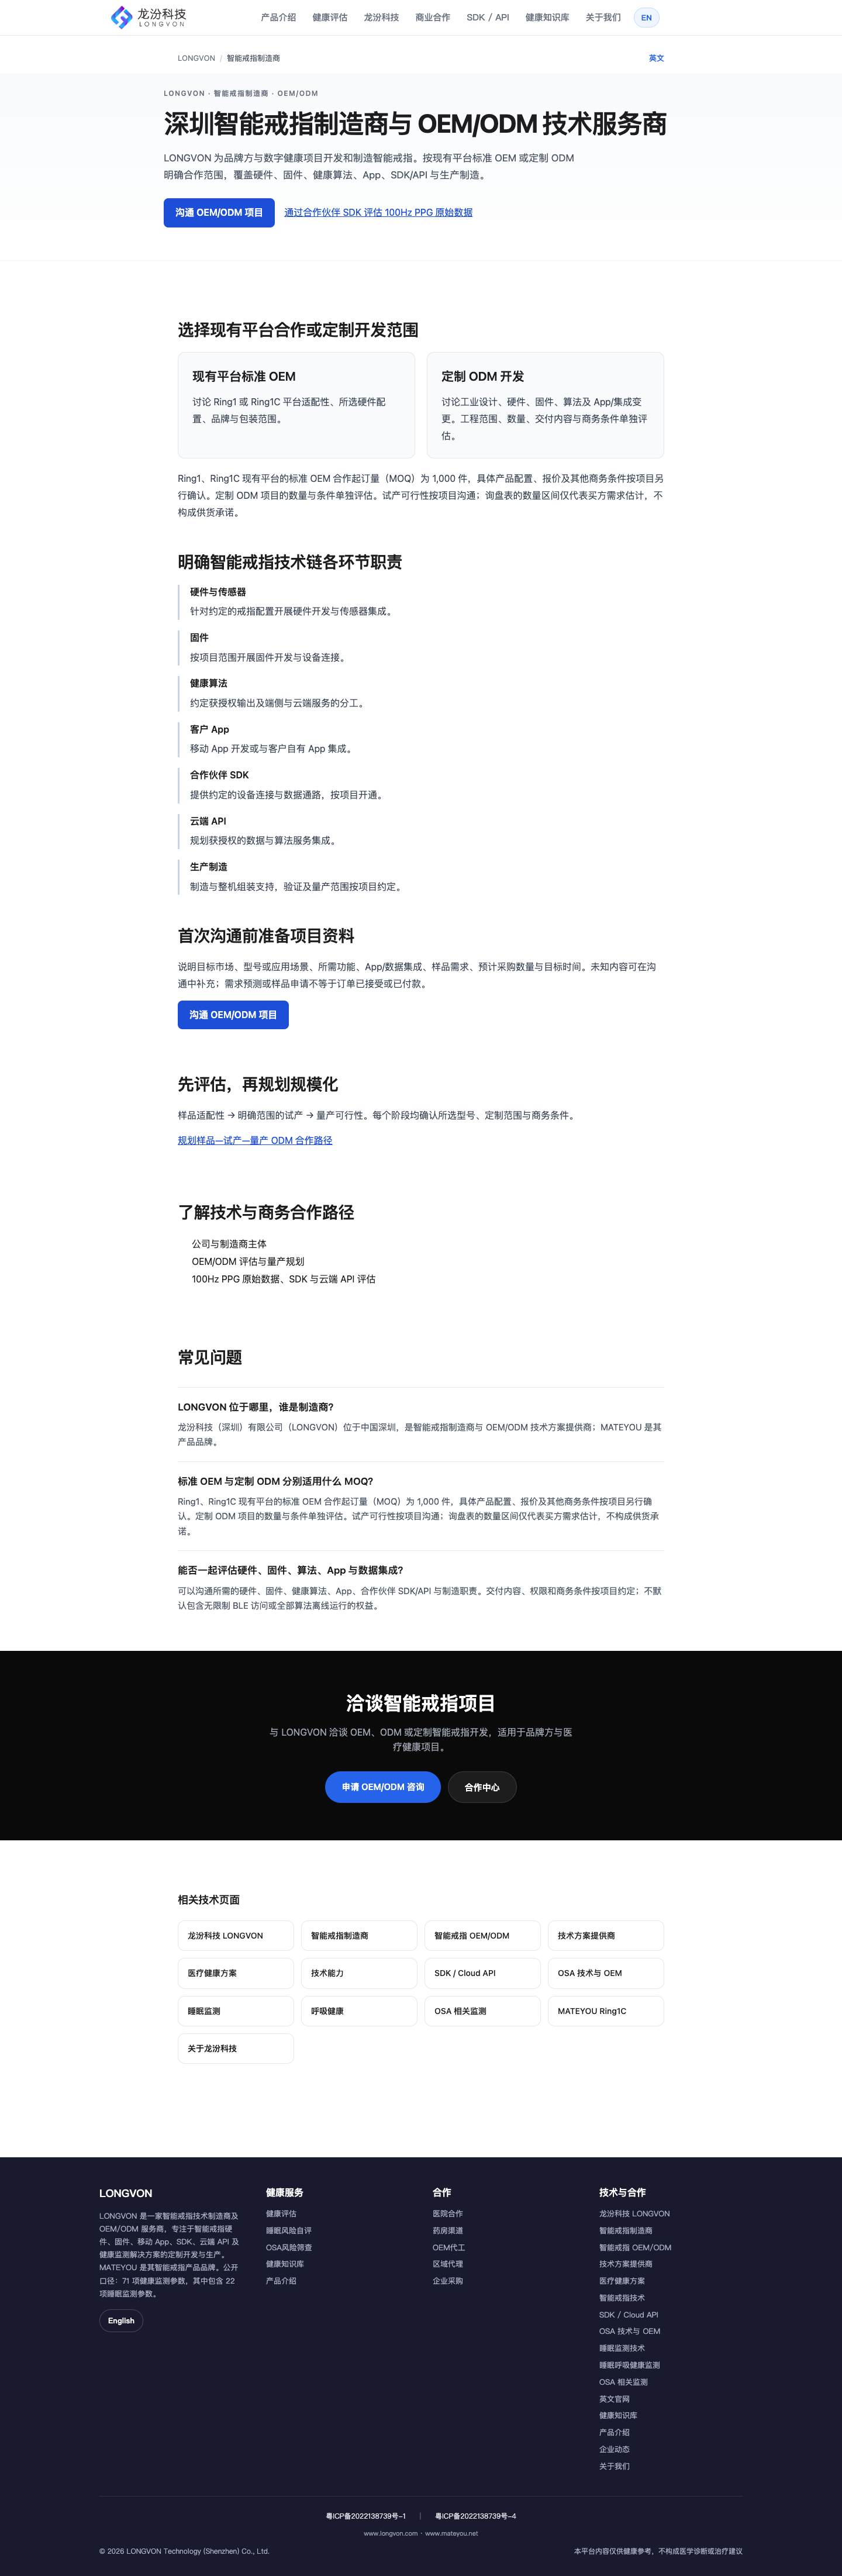 龙汾科技
LONGVON
产品介绍 健康评估 龙汾科技 商业合作 SDK / API 健康知识库 关于我们 EN
LONGVON / 智能戒指制造商 英文
LONGVON · 智能戒指制造商 · OEM/ODM
深圳智能戒指制造商与 OEM/ODM 技术服务商
LONGVON 为品牌方与数字健康项目开发和制造智能戒指。按现有平台标准 OEM 或定制 ODM
明确合作范围，覆盖硬件、固件、健康算法、App、SDK/API 与生产制造。
沟通 OEM/ODM 项目 通过合作伙伴 SDK 评估 100Hz PPG 原始数据
选择现有平台合作或定制开发范围
现有平台标准 OEM
讨论 Ring1 或 Ring1C 平台适配性、所选硬件配
置、品牌与包装范围。
定制 ODM 开发
讨论工业设计、硬件、固件、算法及 App/集成变
更。工程范围、数量、交付内容与商务条件单独评
估。
Ring1、Ring1C 现有平台的标准 OEM 合作起订量（MOQ）为 1,000 件，具体产品配置、报价及其他商务条件按项目另
行确认。定制 ODM 项目的数量与条件单独评估。试产可行性按项目沟通；询盘表的数量区间仅代表买方需求估计，不
构成供货承诺。
明确智能戒指技术链各环节职责
硬件与传感器
针对约定的戒指配置开展硬件开发与传感器集成。
固件
按项目范围开展固件开发与设备连接。
健康算法
约定获授权输出及端侧与云端服务的分工。
客户 App
移动 App 开发或与客户自有 App 集成。
合作伙伴 SDK
提供约定的设备连接与数据通路，按项目开通。
云端 API
规划获授权的数据与算法服务集成。
生产制造
制造与整机组装支持，验证及量产范围按项目约定。
首次沟通前准备项目资料
说明目标市场、型号或应用场景、所需功能、App/数据集成、样品需求、预计采购数量与目标时间。未知内容可在沟
通中补充；需求预测或样品申请不等于订单已接受或已付款。
沟通 OEM/ODM 项目
先评估，再规划规模化
样品适配性 → 明确范围的试产 → 量产可行性。每个阶段均确认所选型号、定制范围与商务条件。
规划样品—试产—量产 ODM 合作路径
了解技术与商务合作路径
公司与制造商主体
OEM/ODM 评估与量产规划
100Hz PPG 原始数据、SDK 与云端 API 评估
常见问题
LONGVON 位于哪里，谁是制造商？
龙汾科技（深圳）有限公司（LONGVON）位于中国深圳，是智能戒指制造商与 OEM/ODM 技术方案提供商；MATEYOU 是其
产品品牌。
标准 OEM 与定制 ODM 分别适用什么 MOQ？
Ring1、Ring1C 现有平台的标准 OEM 合作起订量（MOQ）为 1,000 件，具体产品配置、报价及其他商务条件按项目另行确
认。定制 ODM 项目的数量与条件单独评估。试产可行性按项目沟通；询盘表的数量区间仅代表买方需求估计，不构成供货承
诺。
能否一起评估硬件、固件、算法、App 与数据集成？
可以沟通所需的硬件、固件、健康算法、App、合作伙伴 SDK/API 与制造职责。交付内容、权限和商务条件按项目约定；不默
认包含无限制 BLE 访问或全部算法离线运行的权益。
洽谈智能戒指项目
与 LONGVON 洽谈 OEM、ODM 或定制智能戒指开发，适用于品牌方与医
疗健康项目。
申请 OEM/ODM 咨询 合作中心
相关技术页面
龙汾科技 LONGVON 智能戒指制造商 智能戒指 OEM/ODM 技术方案提供商
医疗健康方案 技术能力 SDK / Cloud API OSA 技术与 OEM
睡眠监测 呼吸健康 OSA 相关监测 MATEYOU Ring1C
关于龙汾科技
LONGVON
LONGVON 是一家智能戒指技术制造商及
OEM/ODM 服务商，专注于智能戒指硬
件、固件、移动 App、SDK、云端 API 及
健康监测解决方案的定制开发与生产。
MATEYOU 是其智能戒指产品品牌。公开
口径：71 项健康监测参数，其中包含 22
项睡眠监测参数。
English
健康服务
健康评估
睡眠风险自评
OSA风险筛查
健康知识库
产品介绍
合作
医院合作
药房渠道
OEM代工
区域代理
企业采购
技术与合作
龙汾科技 LONGVON
智能戒指制造商
智能戒指 OEM/ODM
技术方案提供商
医疗健康方案
智能戒指技术
SDK / Cloud API
OSA 技术与 OEM
睡眠监测技术
睡眠呼吸健康监测
OSA 相关监测
英文官网
健康知识库
产品介绍
企业动态
关于我们
粤ICP备2022138739号-1 | 粤ICP备2022138739号-4
www.longvon.com · www.mateyou.net
© 2026 LONGVON Technology (Shenzhen) Co., Ltd. 本平台内容仅供健康参考，不构成医学诊断或治疗建议